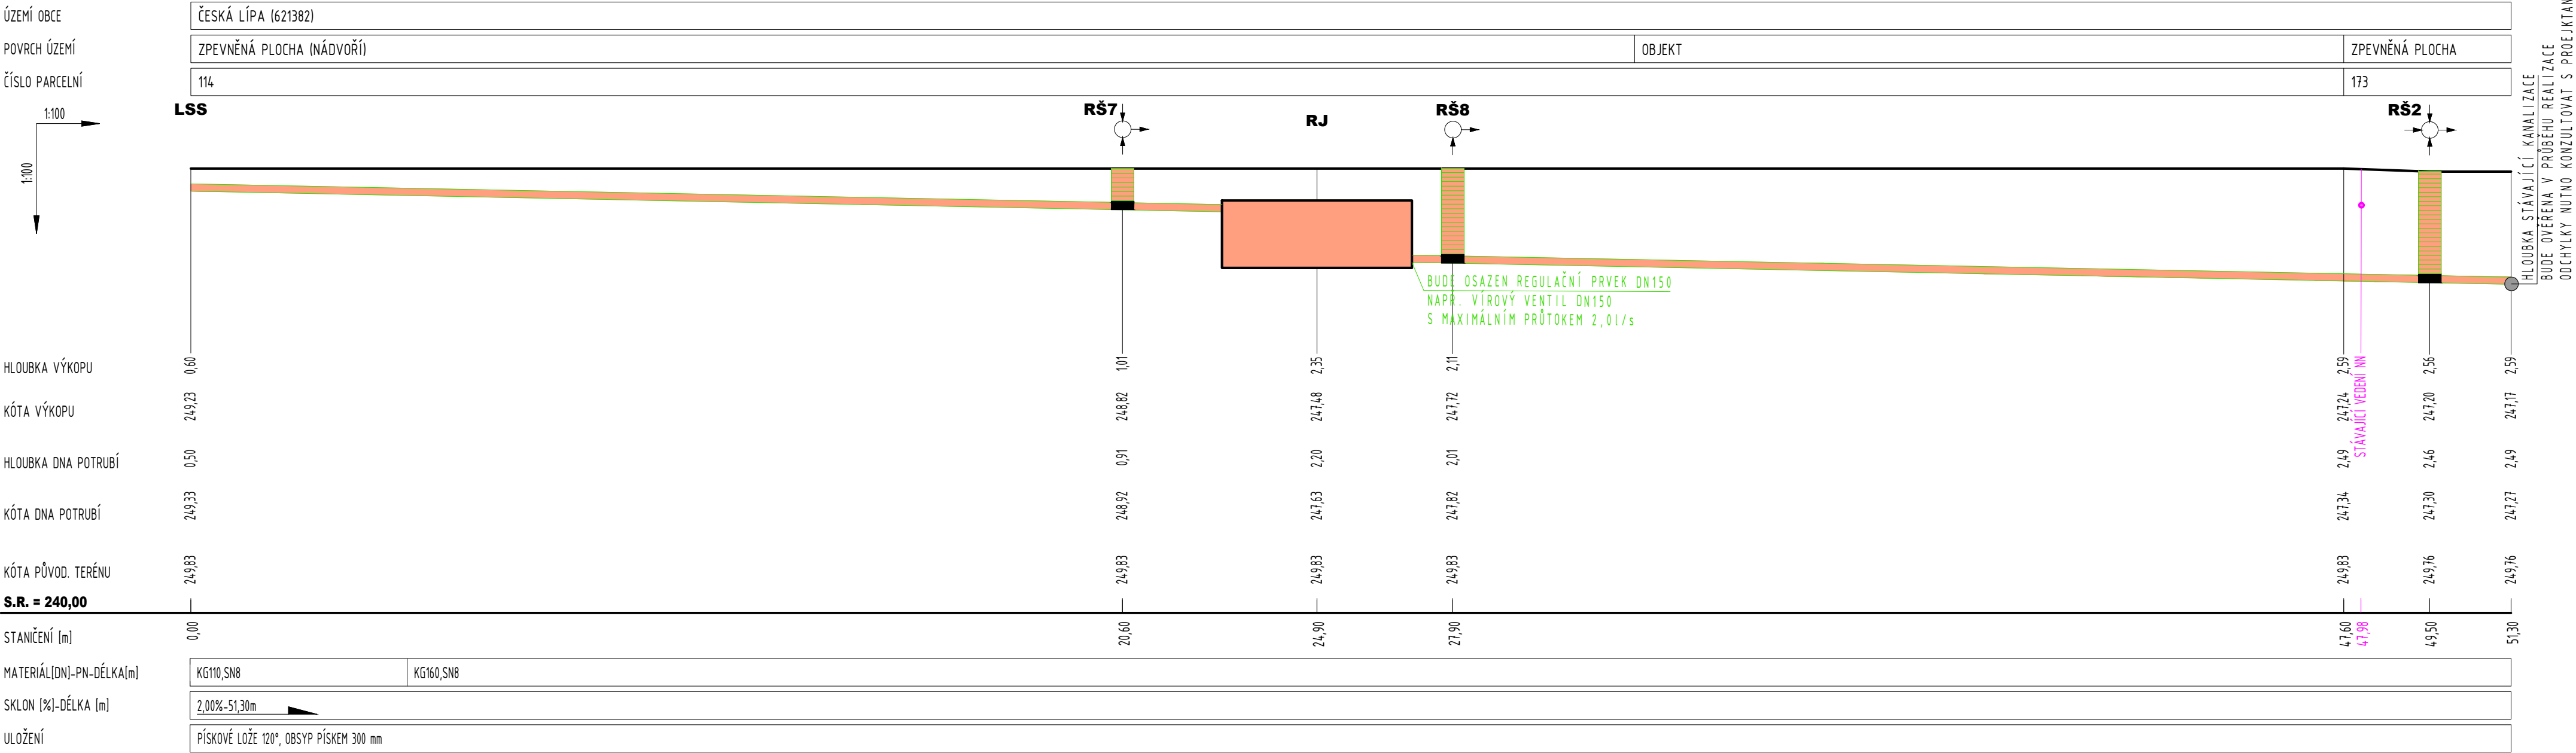 ÚZEMÍ OBCE ČESKÁ LÍPA (621382)
POVRCH ÚZEMÍ ZPEVNĚNÁ PLOCHA (NÁDVOŘÍ) OBJEKT ZPEVNĚNÁ PLOCHA
ČÍSLO PARCELNÍ 114 173
1:100
1:100
LSS RŠ7 RJ RŠ8 RŠ2
HLOUBKA STÁVAJÍCÍ KANALIZACE
BUDE OVĚŘENA V PRŮBĚHU REALIZACE
ODCHYLKY NUTNO KONZULTOVAT S PROEJKTAN
BUDE OSAZEN REGULAČNÍ PRVEK DN150
NAPŘ. VÍROVÝ VENTIL DN150
S MAXIMÁLNÍM PRŮTOKEM 2,0l/s
HLOUBKA VÝKOPU 0,60 1,01 2,35 2,11 2,59 2,56 2,59
KÓTA VÝKOPU 249,23 248,82 247,48 247,72 247,24 247,20 247,17
STÁVAJÍCÍ VEDENÍ NN
HLOUBKA DNA POTRUBÍ 0,50 0,91 2,20 2,01 2,49 2,46 2,49
KÓTA DNA POTRUBÍ 249,33 248,92 247,63 247,82 247,34 247,30 247,27
KÓTA PŮVOD. TERÉNU 249,83 249,83 249,83 249,83 249,83 249,76 249,76
S.R. = 240,00
STANIČENÍ [m] 0,00 20,60 24,90 27,90 47,60 47,98 49,50 51,30
MATERIÁL[DN]-PN-DÉLKA[m] KG110,SN8 KG160,SN8
SKLON [%]-DÉLKA [m] 2,00%-51,30m
ULOŽENÍ PÍSKOVÉ LOŽE 120°, OBSYP PÍSKEM 300 mm